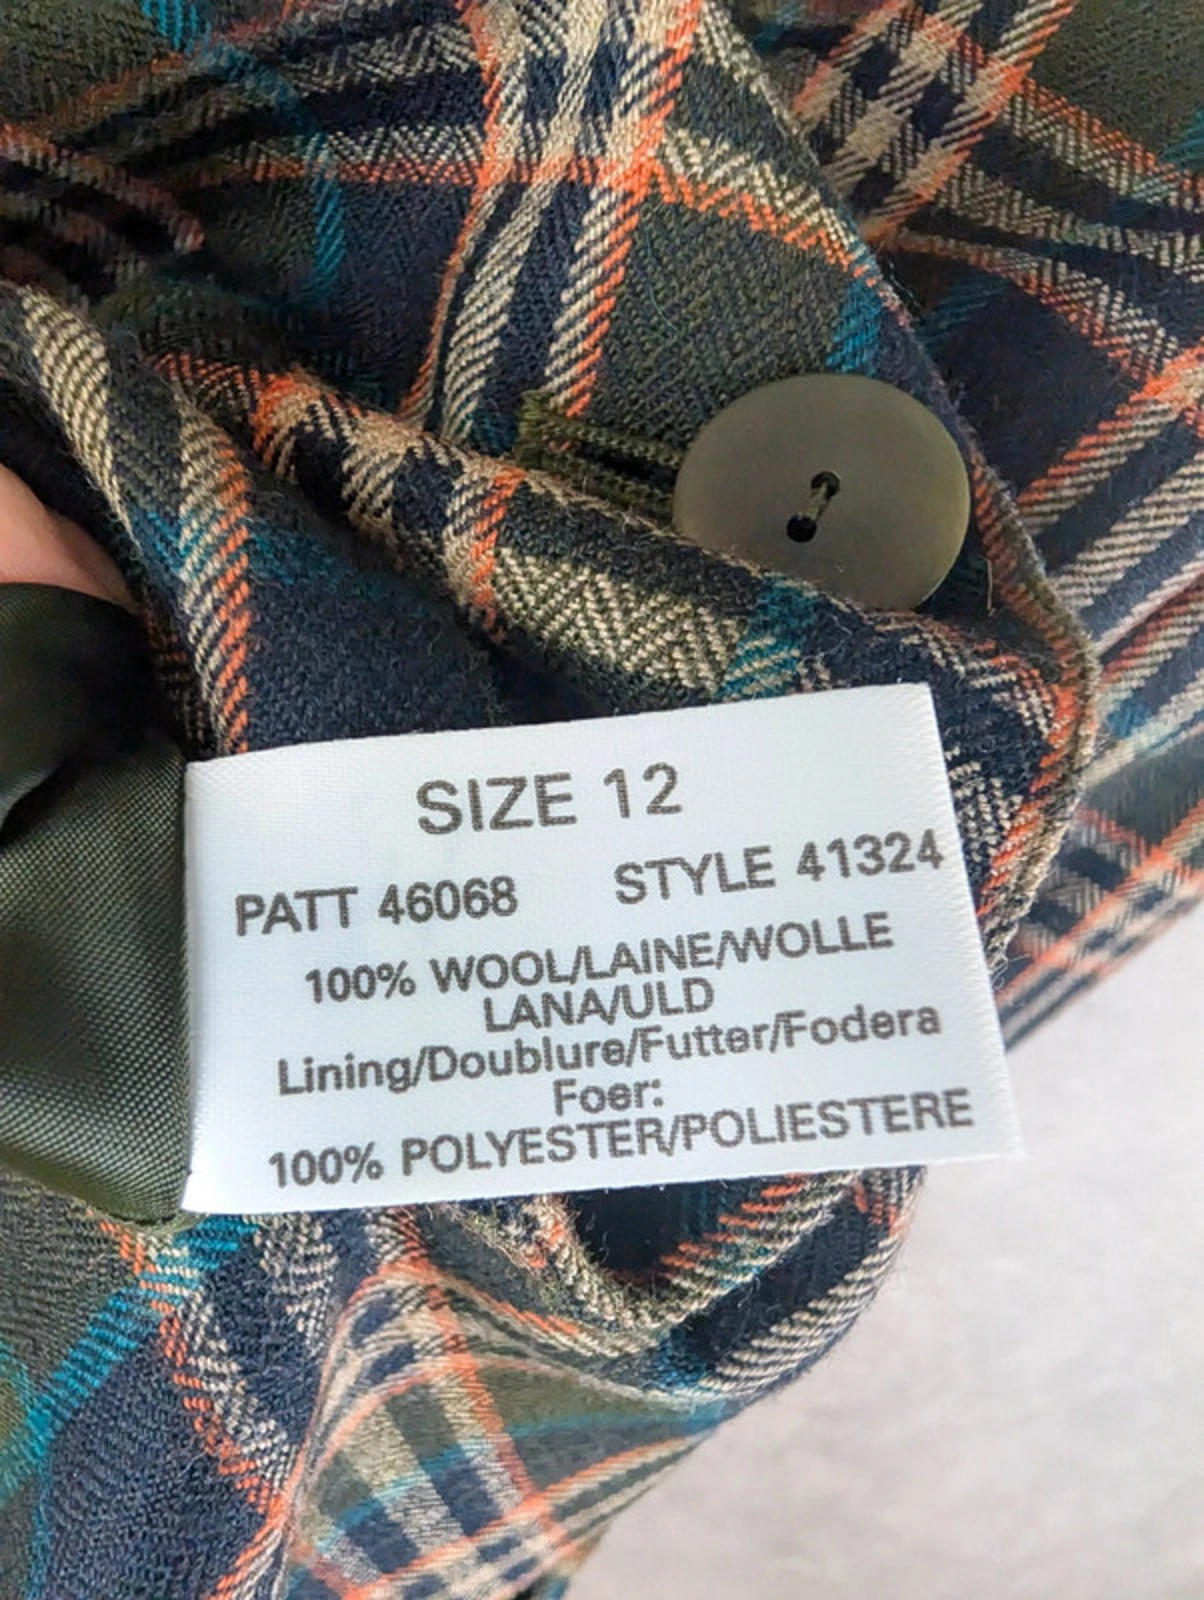 SIZE 12
PATT 46068 STYLE 41324
100% WOOL/LAINE/WOLLE
LANA/ULD
Lining/Doublure/Futter/Fodera
Foer:
100% POLYESTER/POLIESTERE